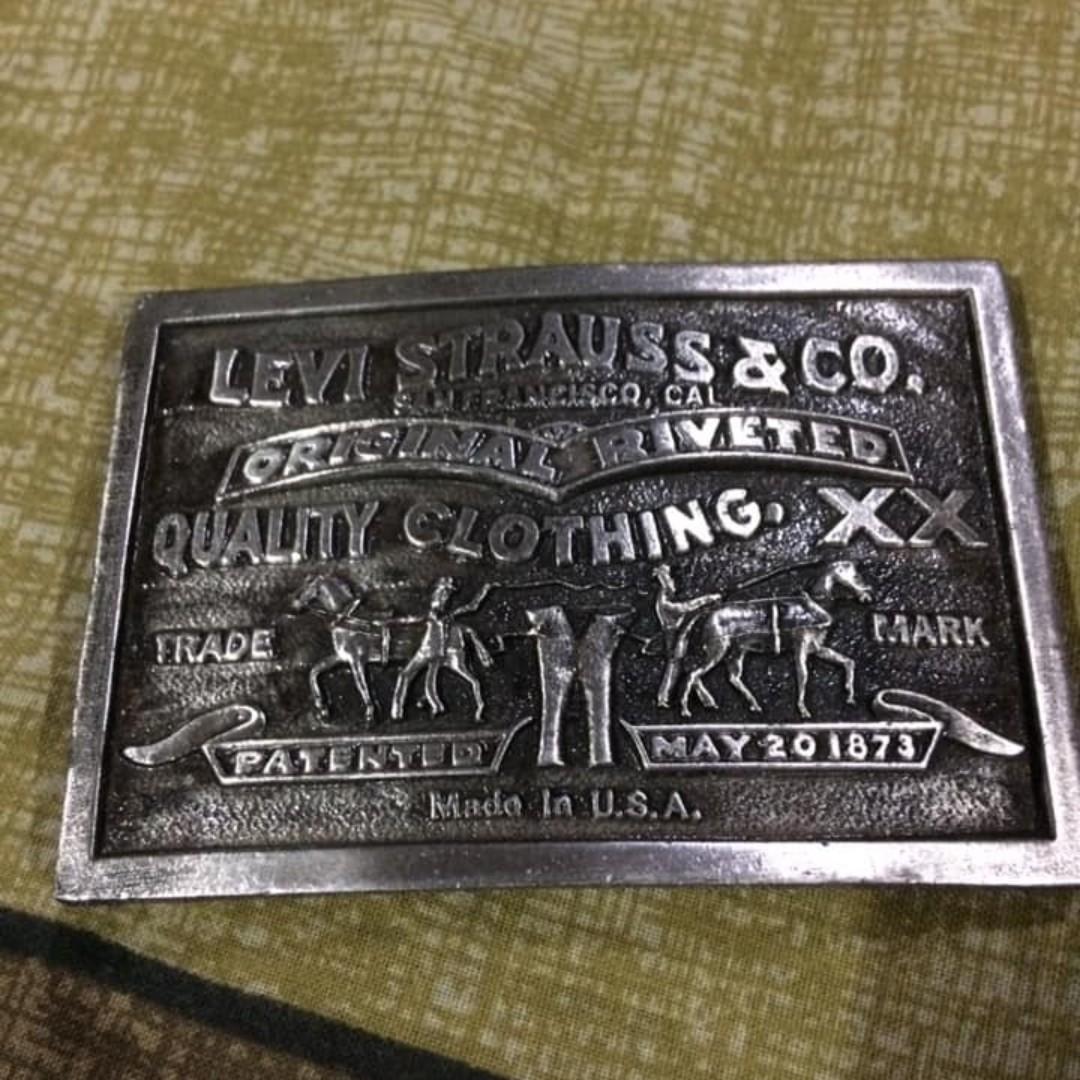 LEVI STRAUSS & CO.
SAN FRANCISCO, CAL
ORIGINAL RIVETED
QUALITY CLOTHING. XX
TRADE MARK
PATENTED MAY 20 1873
Made In U.S.A.